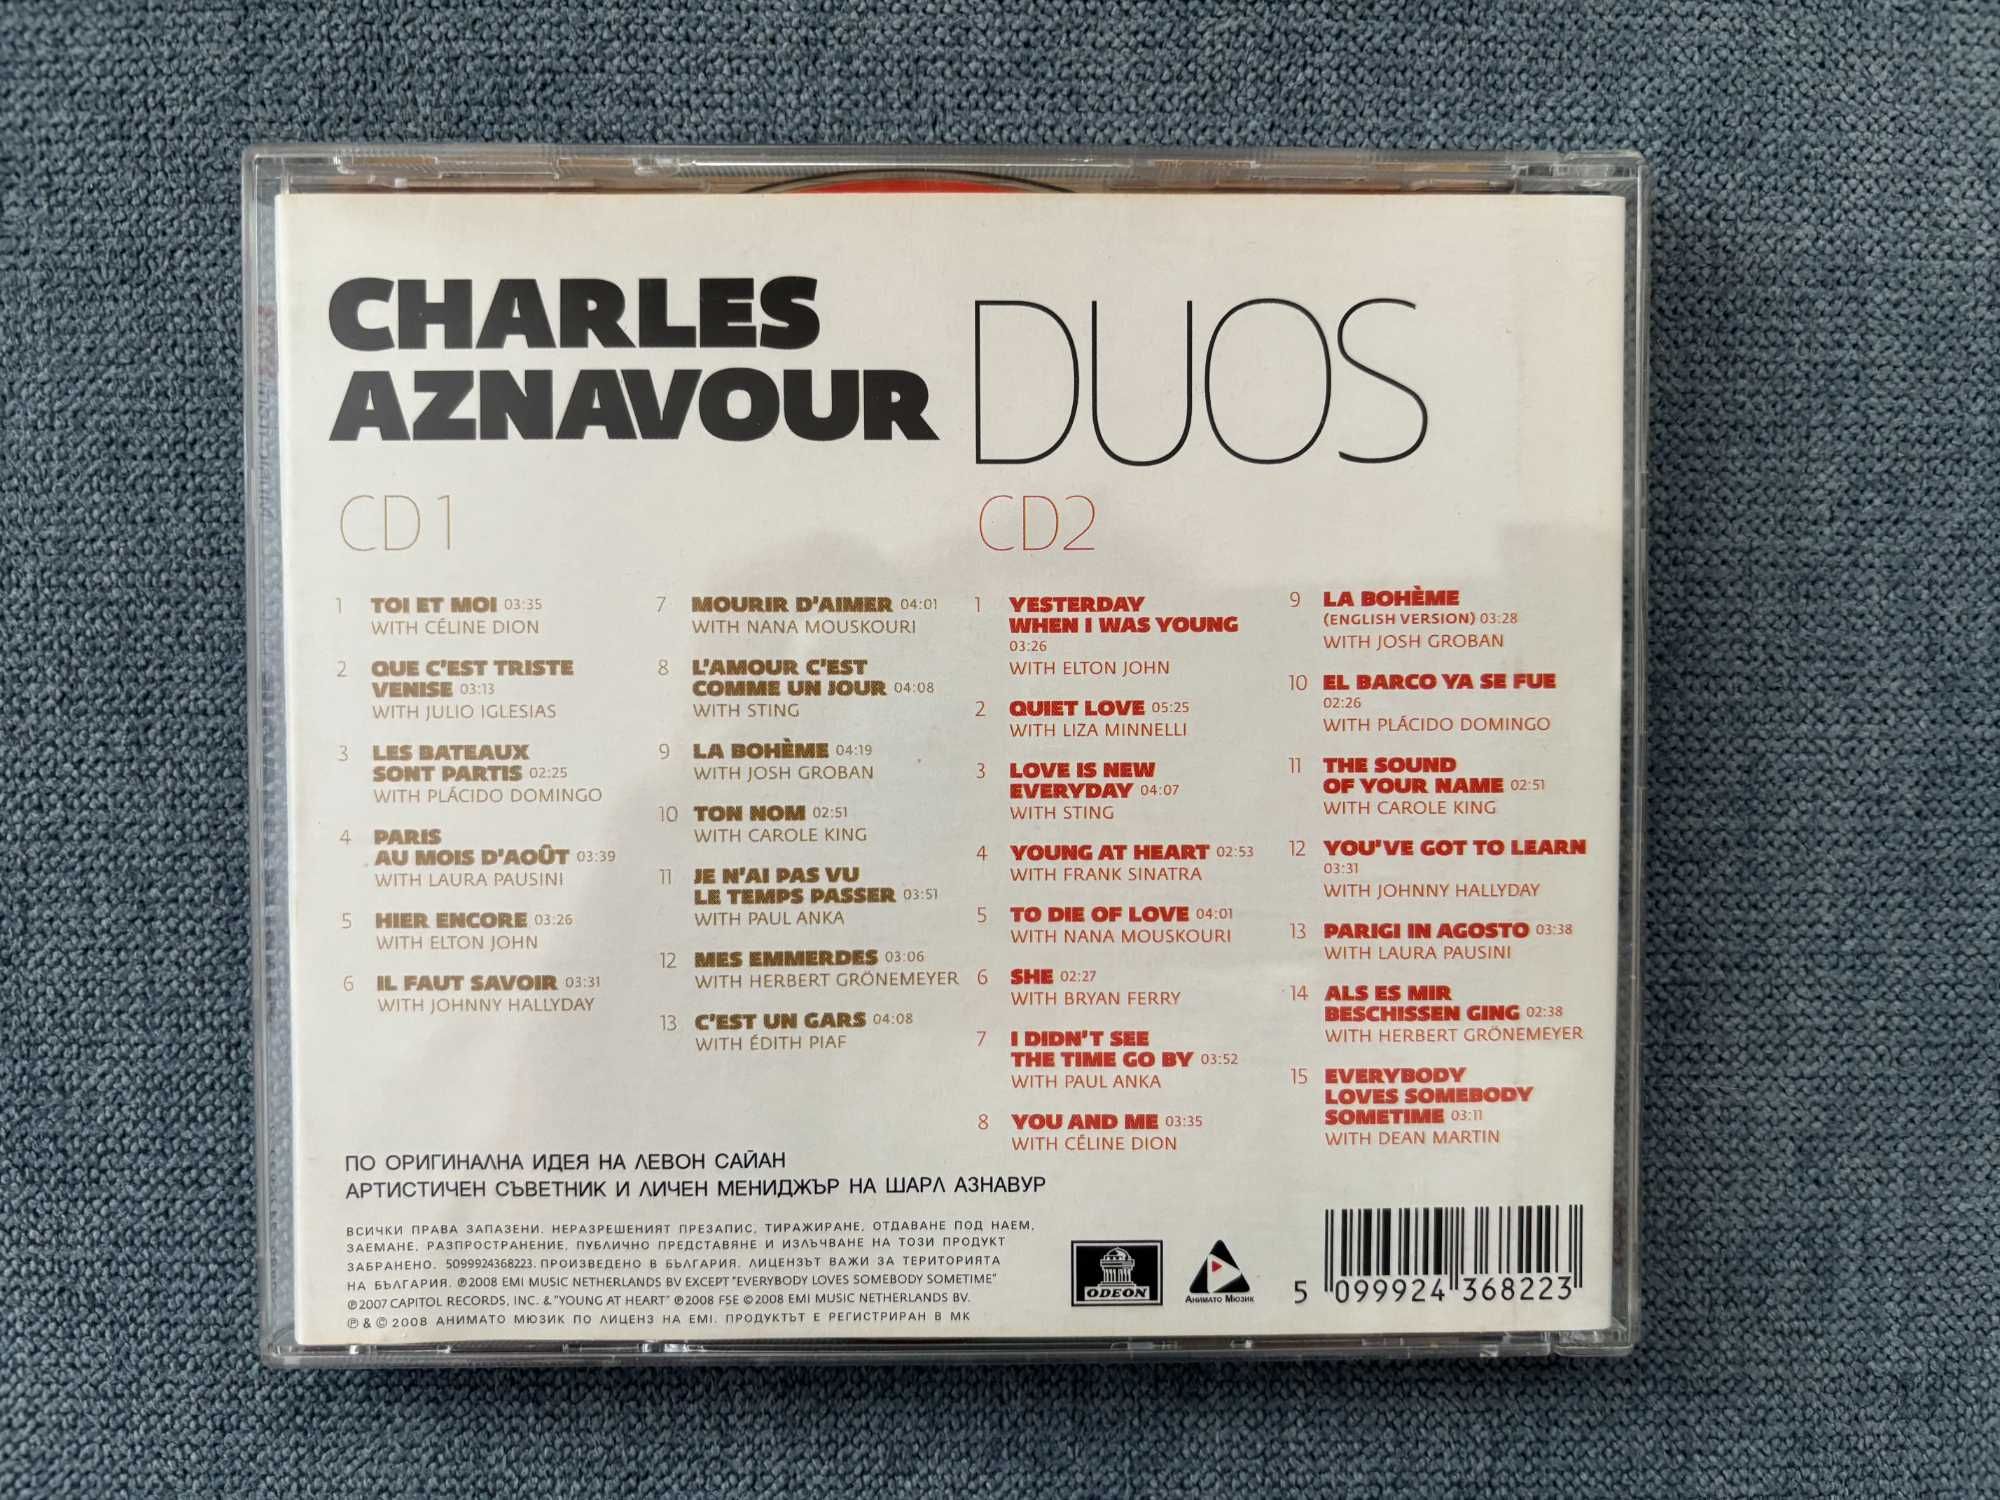 CHARLES
AZNAVOUR
DUOS
CD 1
1 TOI ET MOI 03:35
WITH CÉLINE DION
2 QUE C'EST TRISTE
VENISE 03:13
WITH JULIO IGLESIAS
3 LES BATEAUX
SONT PARTIS 02:25
WITH PLÁCIDO DOMINGO
4 PARIS
AU MOIS D'AOÛT 03:39
WITH LAURA PAUSINI
5 HIER ENCORE 03:26
WITH ELTON JOHN
6 IL FAUT SAVOIR 03:31
WITH JOHNNY HALLYDAY
7 MOURIR D'AIMER 04:01
WITH NANA MOUSKOURI
8 L'AMOUR C'EST
COMME UN JOUR 04:08
WITH STING
9 LA BOHÈME 04:19
WITH JOSH GROBAN
10 TON NOM 02:51
WITH CAROLE KING
11 JE N'AI PAS VU
LE TEMPS PASSER 03:51
WITH PAUL ANKA
12 MES EMMERDES 03:06
WITH HERBERT GRÖNEMEYER
13 C'EST UN GARS 04:08
WITH ÉDITH PIAF
CD2
1 YESTERDAY
WHEN I WAS YOUNG
03:26
WITH ELTON JOHN
2 QUIET LOVE 05:25
WITH LIZA MINNELLI
3 LOVE IS NEW
EVERYDAY 04:07
WITH STING
4 YOUNG AT HEART 02:53
WITH FRANK SINATRA
5 TO DIE OF LOVE 04:01
WITH NANA MOUSKOURI
6 SHE 02:27
WITH BRYAN FERRY
7 I DIDN'T SEE
THE TIME GO BY 03:52
WITH PAUL ANKA
8 YOU AND ME 03:35
WITH CÉLINE DION
9 LA BOHÈME
(ENGLISH VERSION) 03:28
WITH JOSH GROBAN
10 EL BARCO YA SE FUE
02:26
WITH PLÁCIDO DOMINGO
11 THE SOUND
OF YOUR NAME 02:51
WITH CAROLE KING
12 YOU'VE GOT TO LEARN
03:31
WITH JOHNNY HALLYDAY
13 PARIGI IN AGOSTO 03:38
WITH LAURA PAUSINI
14 ALS ES MIR
BESCHISSEN GING 02:38
WITH HERBERT GRÖNEMEYER
15 EVERYBODY
LOVES SOMEBODY
SOMETIME 03:11
WITH DEAN MARTIN
ПО ОРИГИНАЛНА ИДЕЯ НА ЛЕВОН САЙАН
АРТИСТИЧЕН СЪВЕТНИК И ЛИЧЕН МЕНИДЖЪР НА ШАРЛ АЗНАВУР
ВСИЧКИ ПРАВА ЗАПАЗЕНИ. НЕРАЗРЕШЕНИЯТ ПРЕЗАПИС, ТИРАЖИРАНЕ, ОТДАВАНЕ ПОД НАЕМ,
ЗАЕМАНЕ, РАЗПРОСТРАНЕНИЕ, ПУБЛИЧНО ПРЕДСТАВЯНЕ И ИЗЛЪЧВАНЕ НА ТОЗИ ПРОДУКТ
ЗАБРАНЕНО. 5099924368223. ПРОИЗВЕДЕНО В БЪЛГАРИЯ. ЛИЦЕНЗЪТ ВАЖИ ЗА ТЕРИТОРИЯТА
НА БЪЛГАРИЯ. ℗2008 EMI MUSIC NETHERLANDS BV EXCEPT "EVERYBODY LOVES SOMEBODY SOMETIME"
℗2007 CAPITOL RECORDS, INC. & "YOUNG AT HEART" ℗2008 FSE ©2008 EMI MUSIC NETHERLANDS BV.
℗ & © 2008 АНИМАТО МЮЗИК ПО ЛИЦЕНЗ НА EMI. ПРОДУКТЪТ Е РЕГИСТРИРАН В МК
ODEON
АНИМАТО МЮЗИК
5 099924 368223